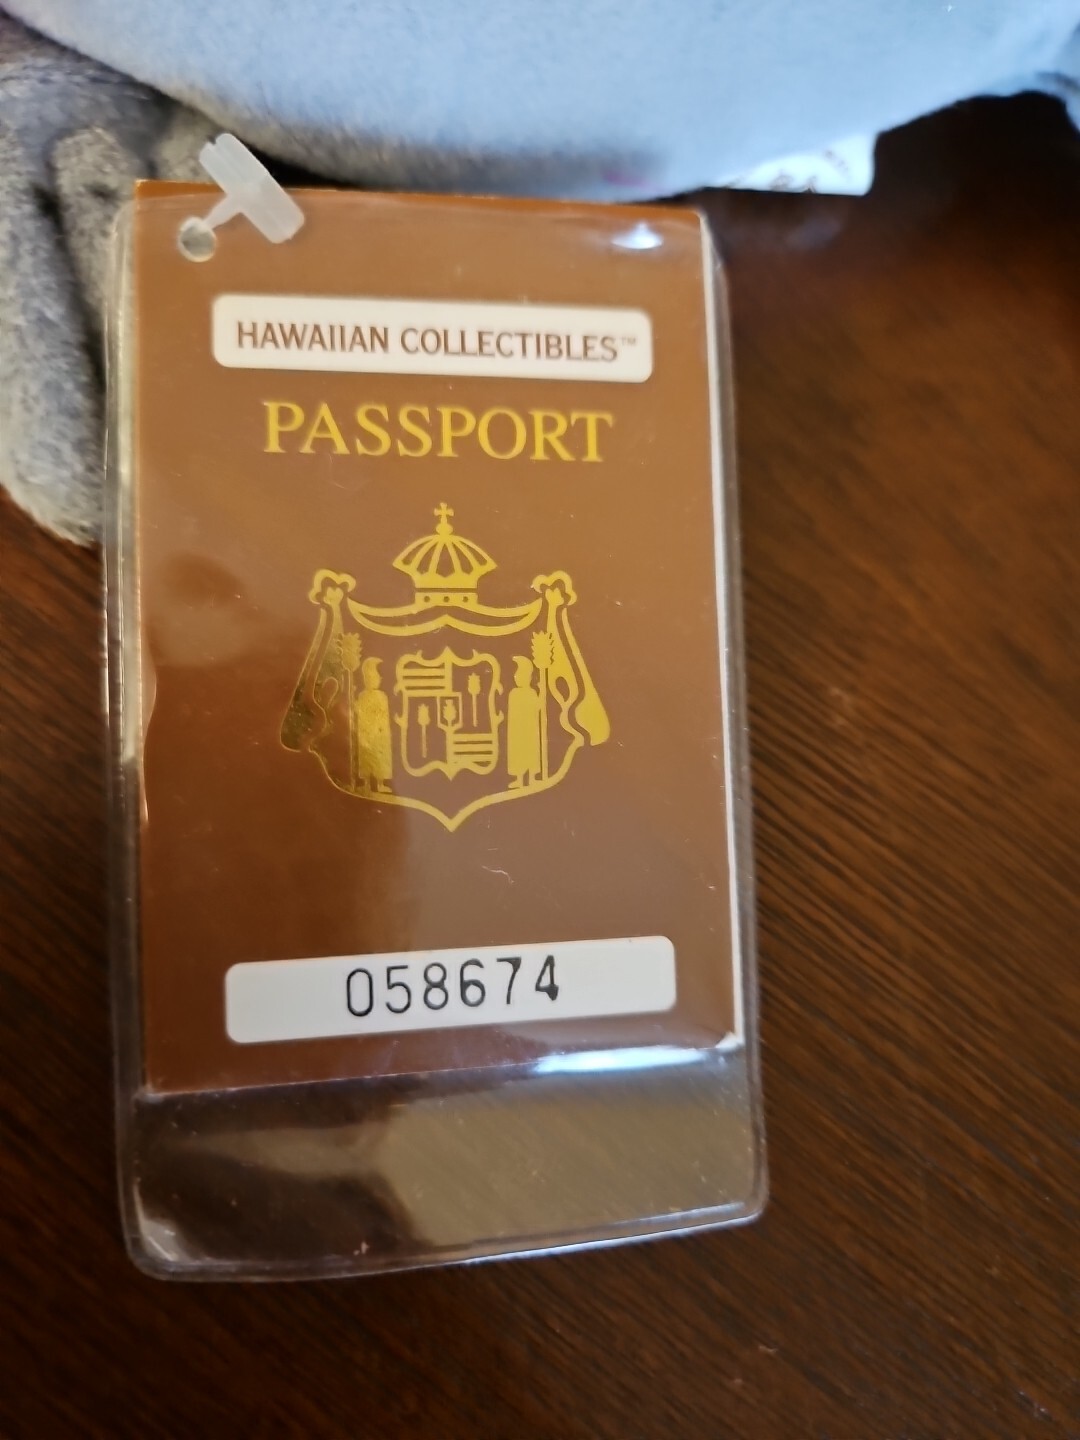 HAWAIIAN COLLECTIBLES™
PASSPORT
058674